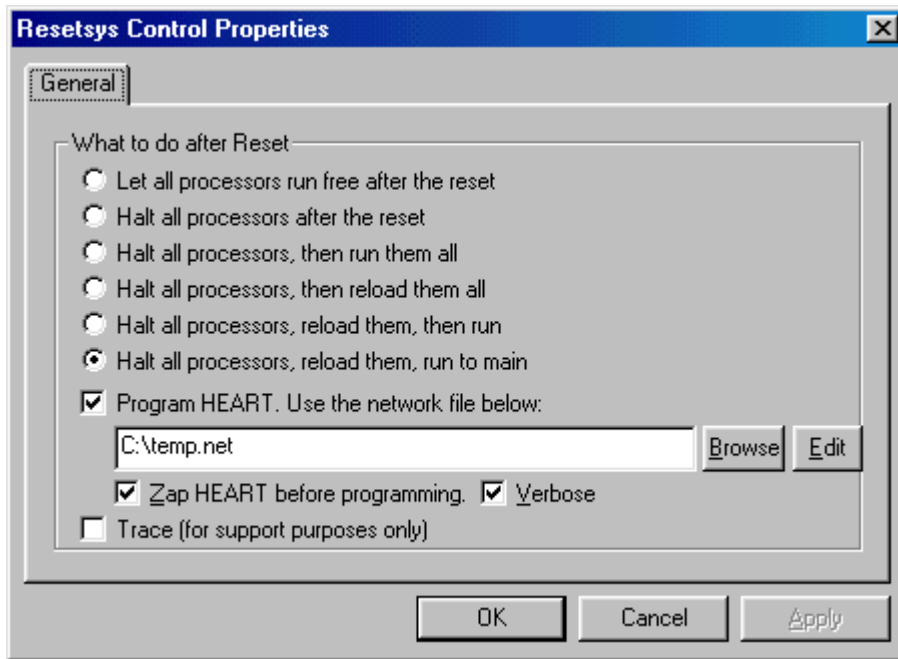 Resetsys Control Properties
General
What to do after Reset
Let all processors run free after the reset
Halt all processors after the reset
Halt all processors, then run them all
Halt all processors, then reload them all
Halt all processors, reload them, then run
Halt all processors, reload them, run to main
Program HEART. Use the network file below:
C:\temp.net Browse Edit
Zap HEART before programming. Verbose
Trace (for support purposes only)
OK Cancel Apply